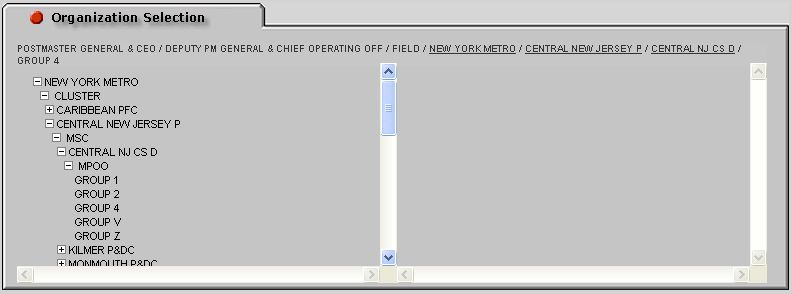 Organization Selection
POSTMASTER GENERAL & CEO / DEPUTY PM GENERAL & CHIEF OPERATING OFF / FIELD / NEW YORK METRO / CENTRAL NEW JERSEY P / CENTRAL NJ CS D /
GROUP 4
NEW YORK METRO
CLUSTER
CARIBBEAN PFC
CENTRAL NEW JERSEY P
MSC
CENTRAL NJ CS D
MPOO
GROUP 1
GROUP 2
GROUP 4
GROUP V
GROUP Z
KILMER P&DC
MONMOUTH P&DC